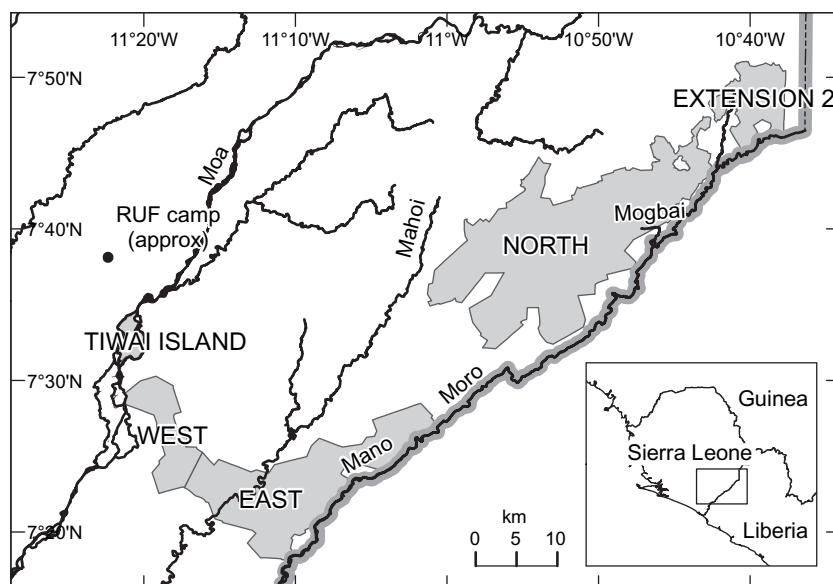 11°20'W 11°10'W 11°W 10°50'W 10°40'W
7°50'N
EXTENSION 2
Moa
RUF camp
(approx)
7°40'N
Mahoi
Mogbai
NORTH
TIWAI ISLAND
7°30'N
Moro
WEST
Mano
EAST
7°20'N
km
0 5 10
Guinea
Sierra Leone
Liberia